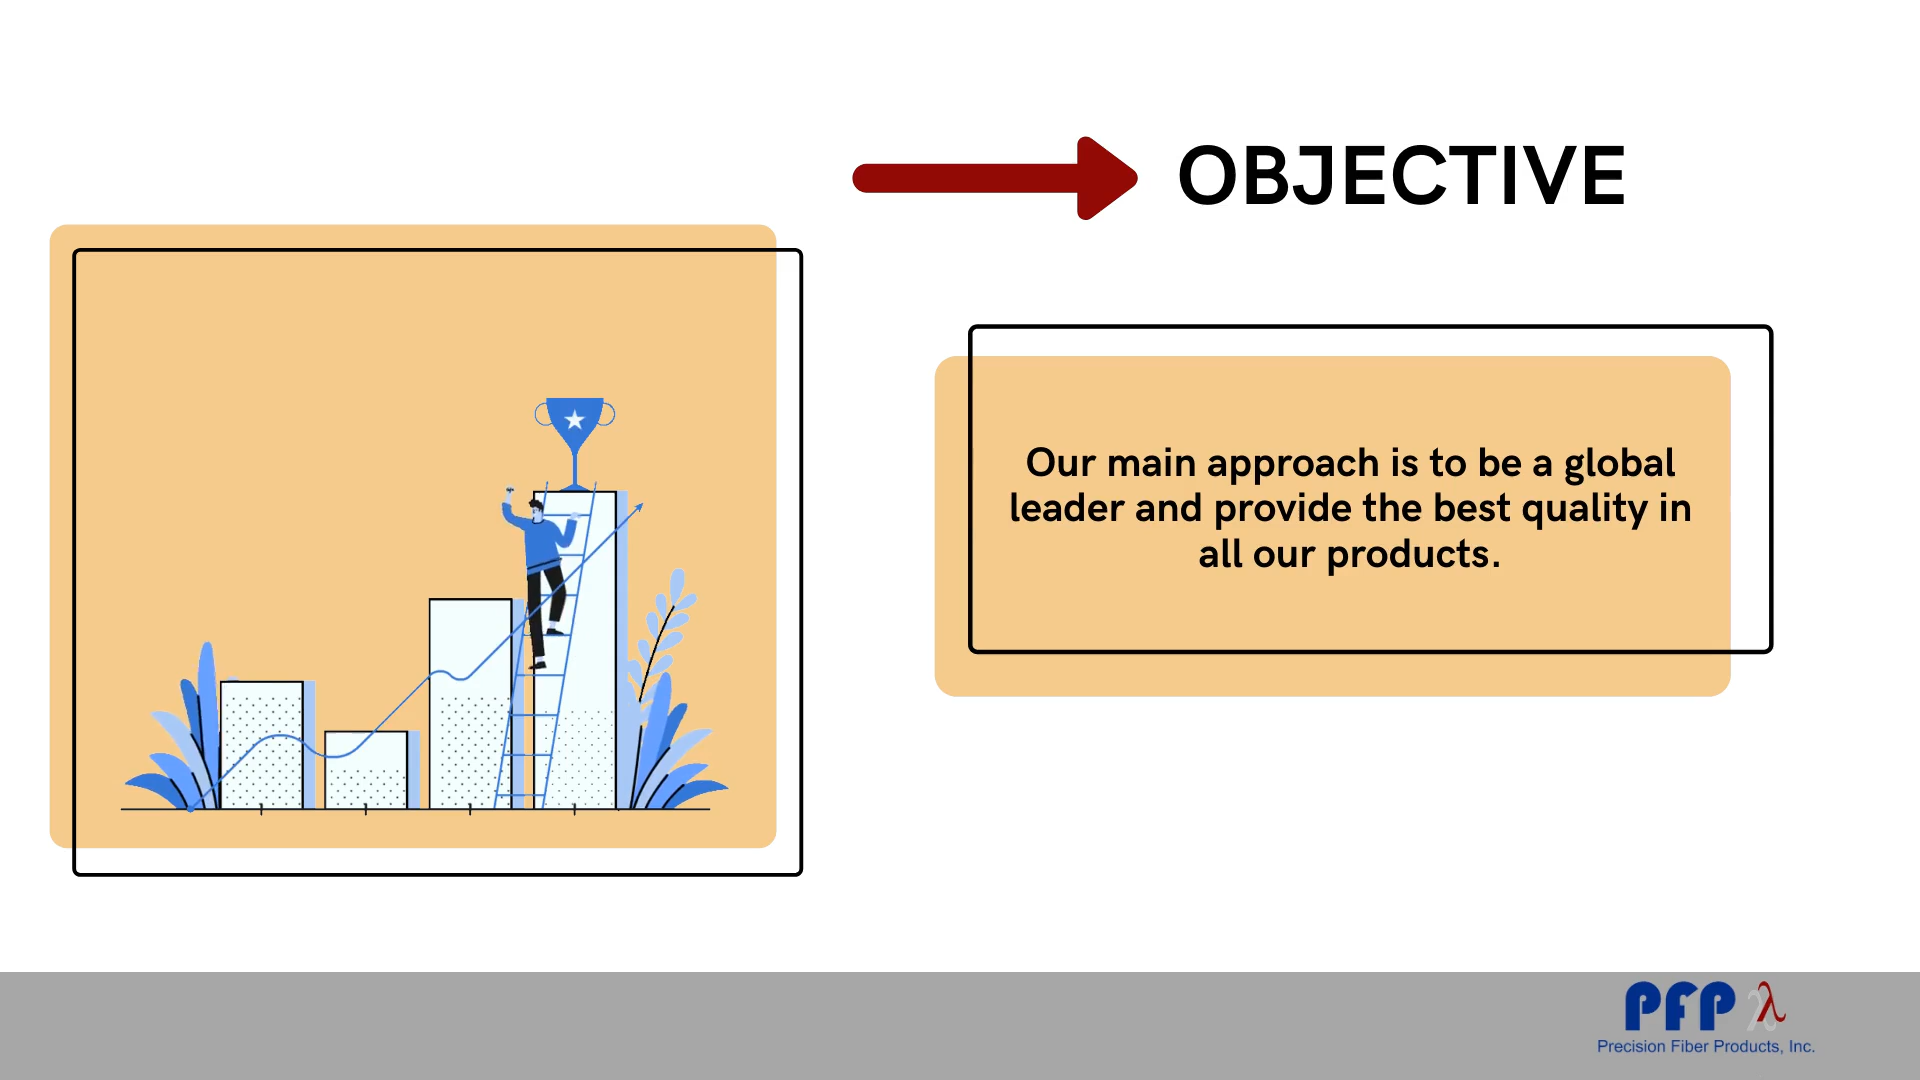 OBJECTIVE
Our main approach is to be a global
leader and provide the best quality in
all our products.
PFP λ
Precision Fiber Products, Inc.